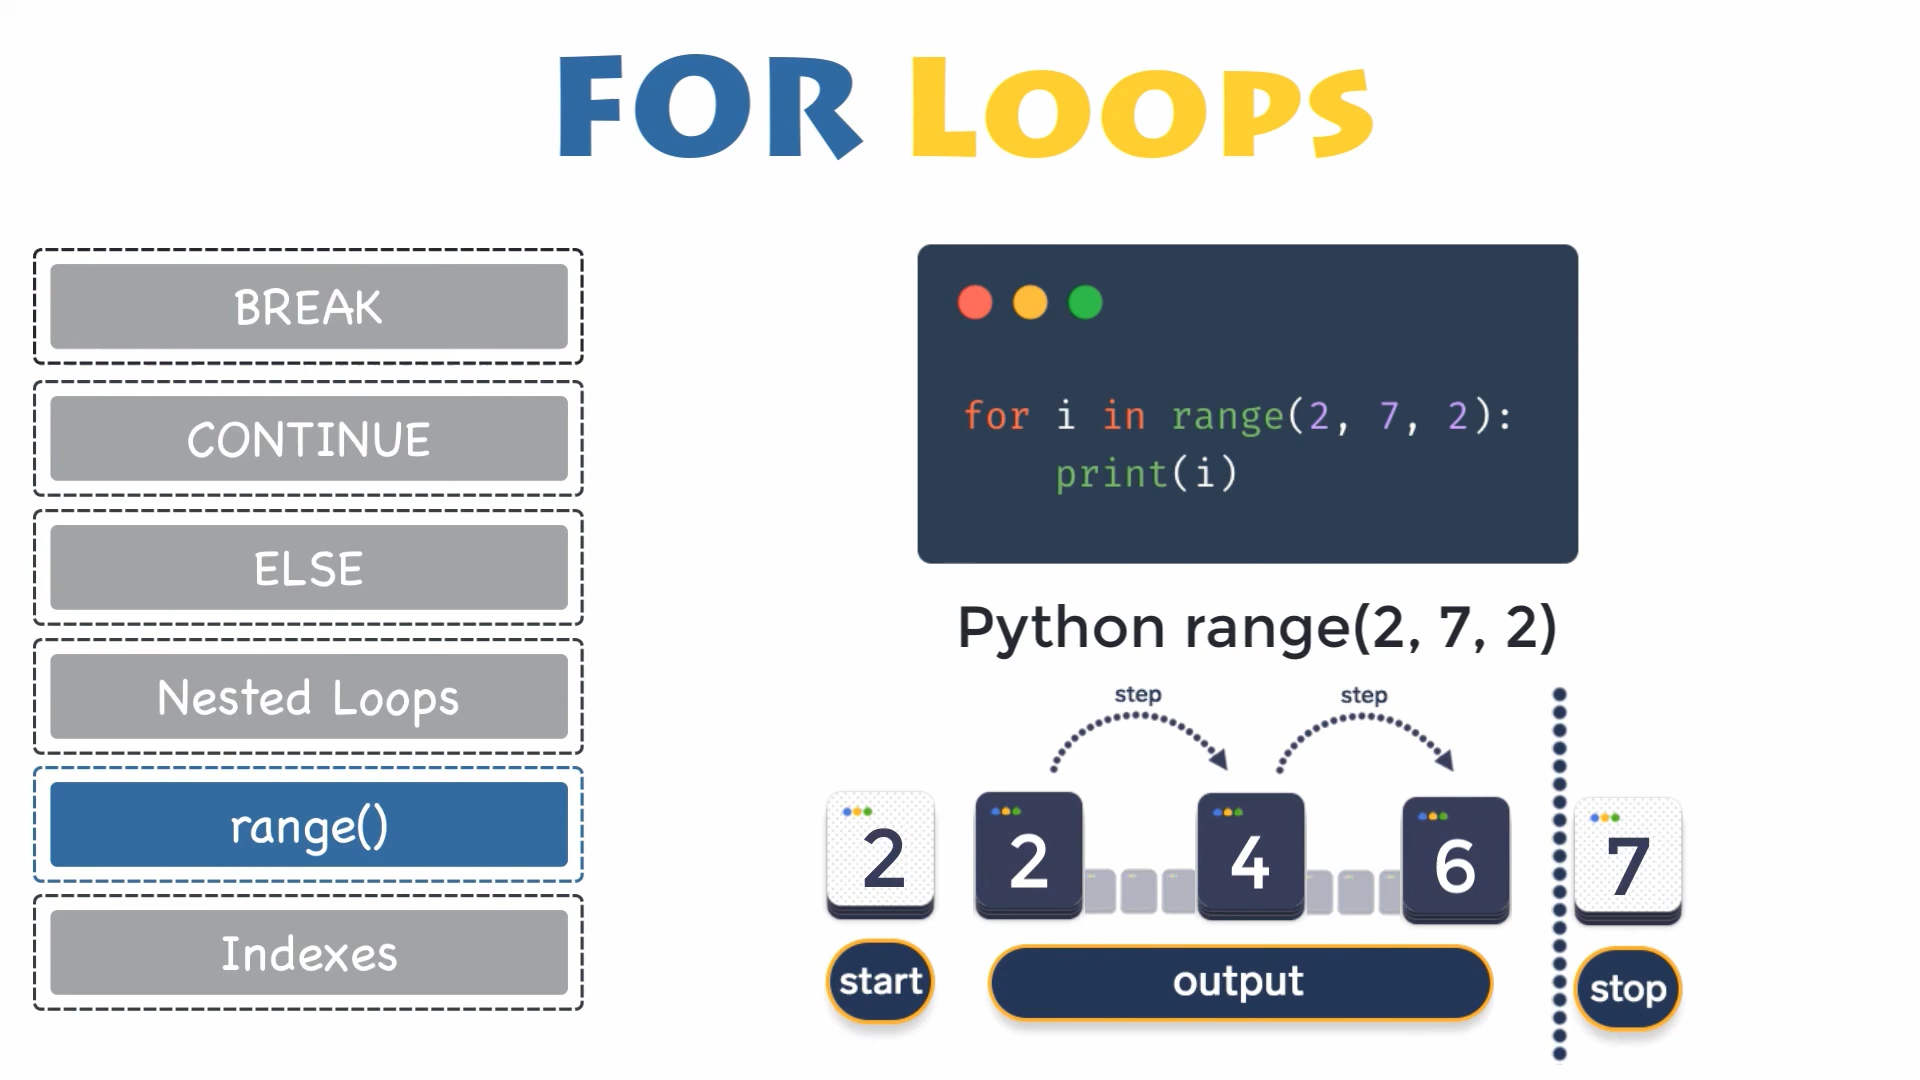 FOR LOOPS
BREAK
CONTINUE
ELSE
Nested Loops
range()
Indexes
for i in range(2, 7, 2):
    print(i)
Python range(2, 7, 2)
step step
2 2 4 6 7
start output stop